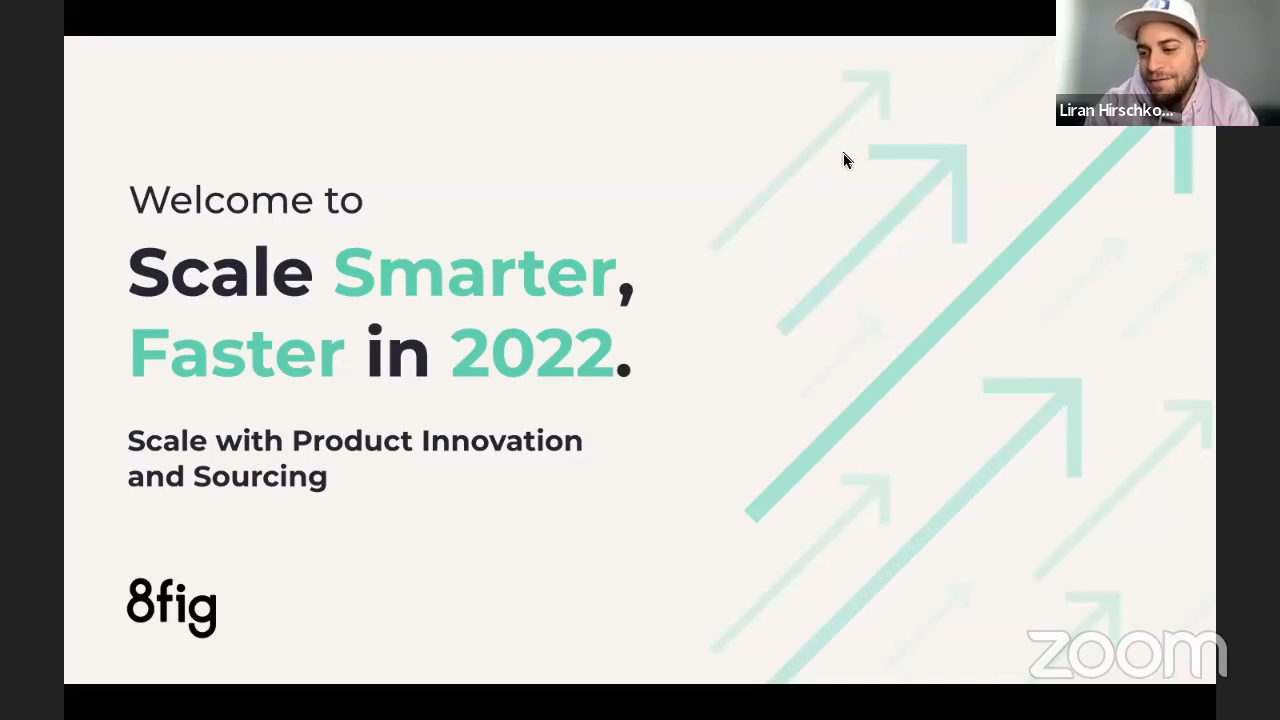 Liran Hirschko...
Welcome to
Scale Smarter,
Faster in 2022.
Scale with Product Innovation
and Sourcing
8fig
zoom